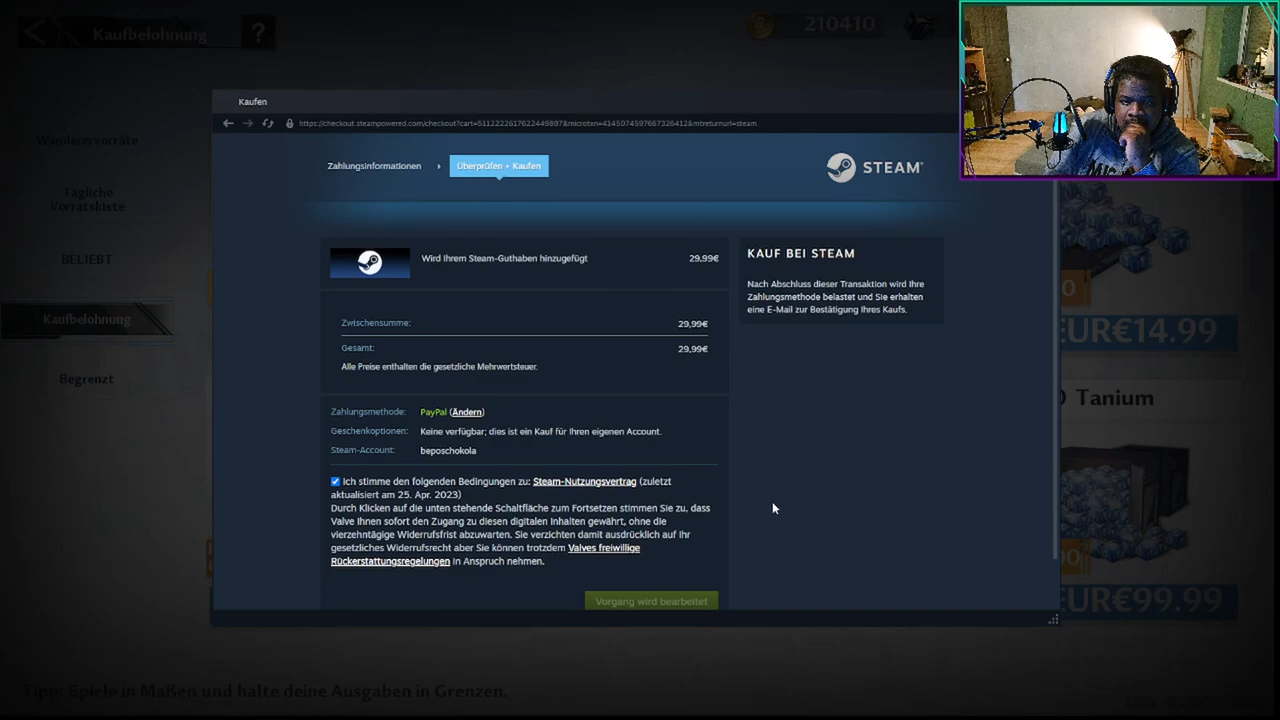 Kaufbelohnung ?
210410
Wanderervorräte
Tägliche
Vorratskiste
BELIEBT
Kaufbelohnung
Begrenzt
Kaufen
https://checkout.steampowered.com/checkout?cart=5112222617622449807&microtxn=4145074597667326412&mtreturnurl=steam
Zahlungsinformationen › Überprüfen + Kaufen
STEAM®
Wird Ihrem Steam-Guthaben hinzugefügt 29,99€
Zwischensumme: 29,99€
Gesamt: 29,99€
Alle Preise enthalten die gesetzliche Mehrwertsteuer.
KAUF BEI STEAM
Nach Abschluss dieser Transaktion wird Ihre
Zahlungsmethode belastet und Sie erhalten
eine E-Mail zur Bestätigung Ihres Kaufs.
Zahlungsmethode: PayPal (Ändern)
Geschenkoptionen: Keine verfügbar; dies ist ein Kauf für Ihren eigenen Account.
Steam-Account: beposchokola
Ich stimme den folgenden Bedingungen zu: Steam-Nutzungsvertrag (zuletzt
aktualisiert am 25. Apr. 2023)
Durch Klicken auf die unten stehende Schaltfläche zum Fortsetzen stimmen Sie zu, dass
Valve Ihnen sofort den Zugang zu diesen digitalen Inhalten gewährt, ohne die
vierzehntägige Widerrufsfrist abzuwarten. Sie verzichten damit ausdrücklich auf Ihr
gesetzliches Widerrufsrecht aber Sie können trotzdem Valves freiwillige
Rückerstattungsregelungen in Anspruch nehmen.
Vorgang wird bearbeitet
EUR€14.99
Tanium
EUR€99.99
Tipp: Spiele in Maßen und halte deine Ausgaben in Grenzen.